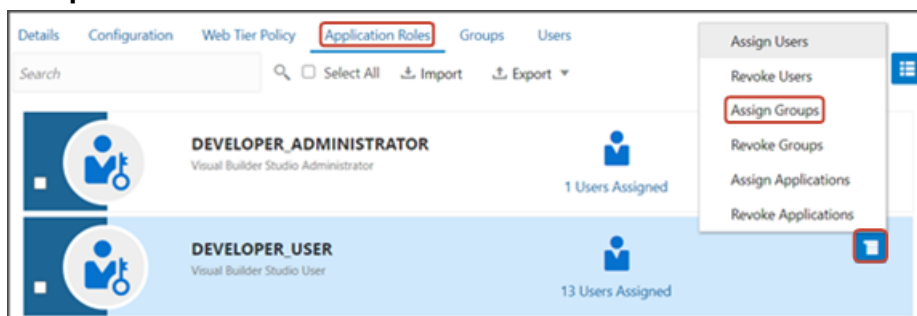 Details Configuration Web Tier Policy Application Roles Groups Users
Search Select All Import Export
Assign Users
Revoke Users
Assign Groups
Revoke Groups
Assign Applications
Revoke Applications
DEVELOPER_ADMINISTRATOR
Visual Builder Studio Administrator
1 Users Assigned
DEVELOPER_USER
Visual Builder Studio User
13 Users Assigned